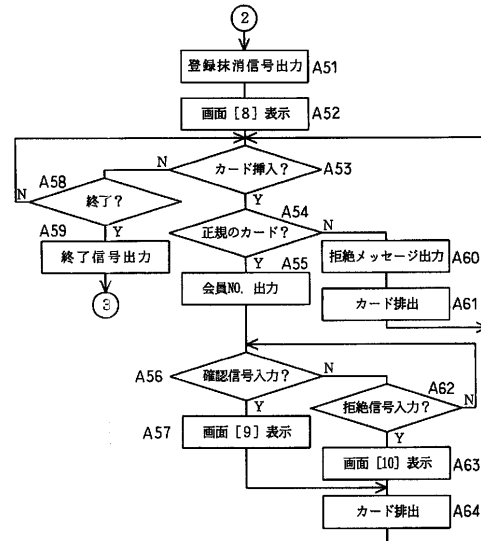 2
登録抹消信号出力 A51
画面［8］表示 A52
N カード挿入？ A53
A58
N 終了？
Y
A54
正規のカード？ N
A59 Y
終了信号出力
Y
A55
拒絶メッセージ出力 A60
会員NO. 出力
カード排出 A61
3
A56 確認信号入力？ N
Y
A62
拒絶信号入力？ N
A57 画面［9］表示
Y
画面［10］表示 A63
カード排出 A64